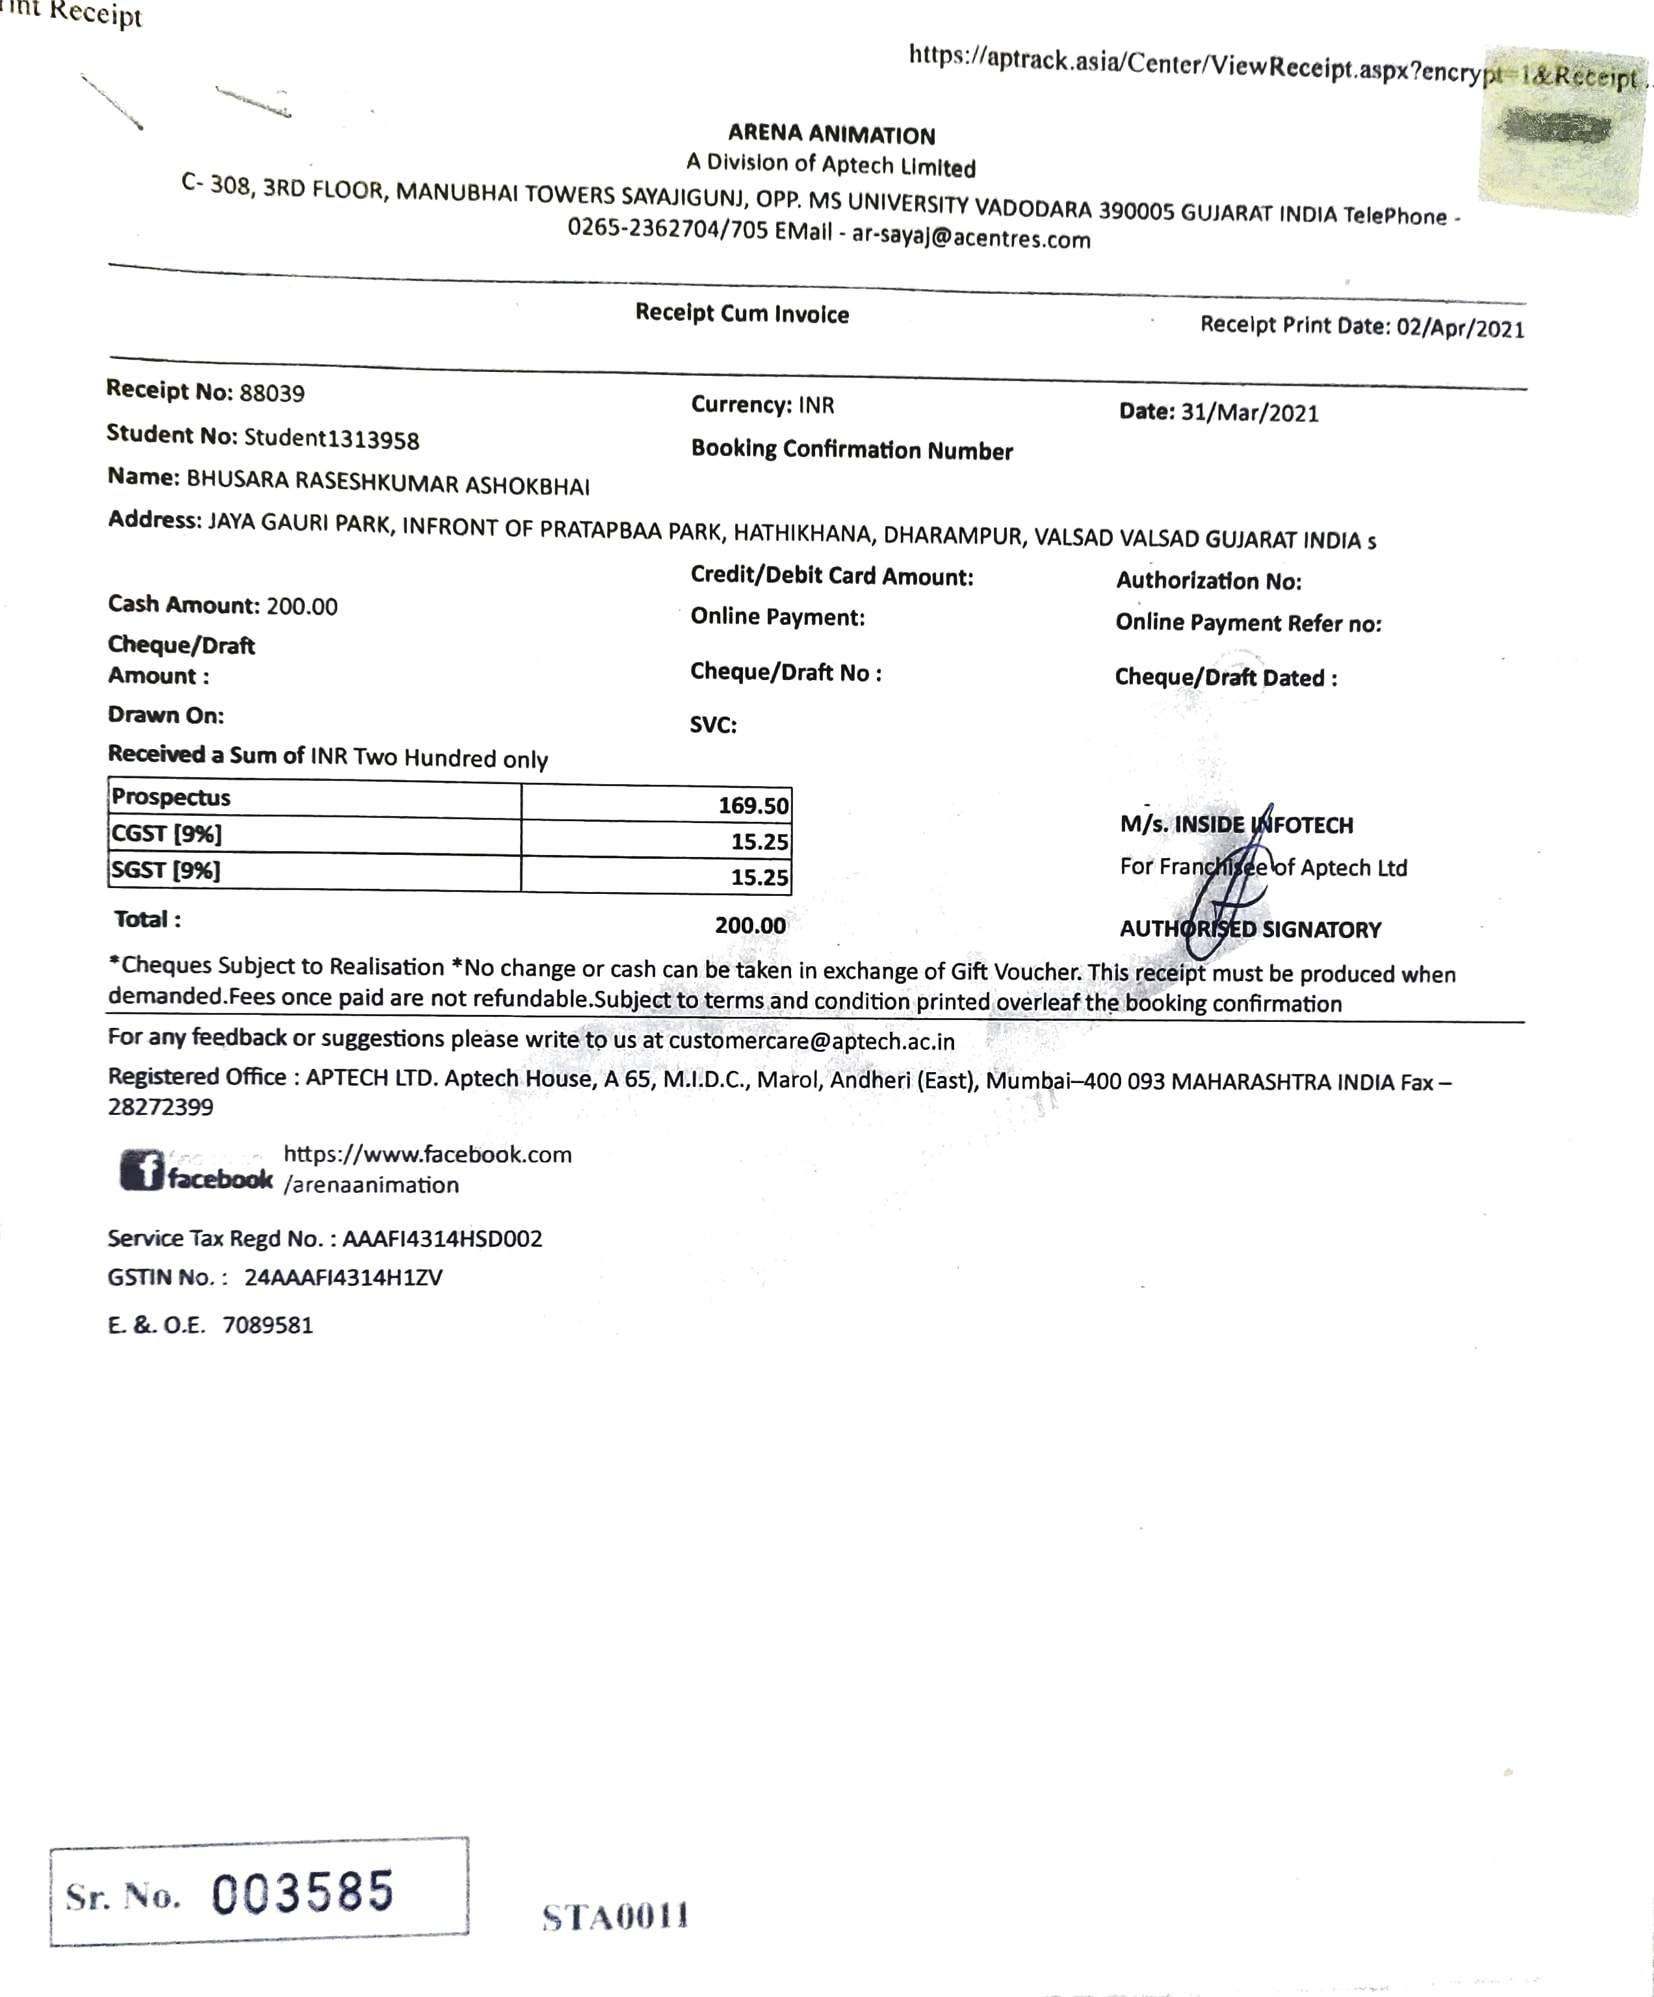 Receipt
https://aptrack.asia/Center/ViewReceipt.aspx?encrypt=1&Receipt...
ARENA ANIMATION
A Division of Aptech Limited
C- 308, 3RD FLOOR, MANUBHAI TOWERS SAYAJIGUNJ, OPP. MS UNIVERSITY VADODARA 390005 GUJARAT INDIA TelePhone -
0265-2362704/705 EMail - ar-sayaj@acentres.com
Receipt Cum Invoice Receipt Print Date: 02/Apr/2021
Receipt No: 88039 Currency: INR Date: 31/Mar/2021
Student No: Student1313958 Booking Confirmation Number
Name: BHUSARA RASESHKUMAR ASHOKBHAI
Address: JAYA GAURI PARK, INFRONT OF PRATAPBAA PARK, HATHIKHANA, DHARAMPUR, VALSAD VALSAD GUJARAT INDIA s
Credit/Debit Card Amount: Authorization No:
Cash Amount: 200.00 Online Payment: Online Payment Refer no:
Cheque/Draft
Amount : Cheque/Draft No : Cheque/Draft Dated :
Drawn On: SVC:
Received a Sum of INR Two Hundred only
Prospectus 169.50
CGST [9%] 15.25
SGST [9%] 15.25
Total : 200.00
M/s. INSIDE INFOTECH
For Franchisee of Aptech Ltd
AUTHORISED SIGNATORY
*Cheques Subject to Realisation *No change or cash can be taken in exchange of Gift Voucher. This receipt must be produced when
demanded.Fees once paid are not refundable.Subject to terms and condition printed overleaf the booking confirmation
For any feedback or suggestions please write to us at customercare@aptech.ac.in
Registered Office : APTECH LTD. Aptech House, A 65, M.I.D.C., Marol, Andheri (East), Mumbai–400 093 MAHARASHTRA INDIA Fax –
28272399
https://www.facebook.com
facebook /arenaanimation
Service Tax Regd No. : AAAFI4314HSD002
GSTIN No. : 24AAAFI4314H1ZV
E. &. O.E. 7089581
Sr. No. 003585
STA0011